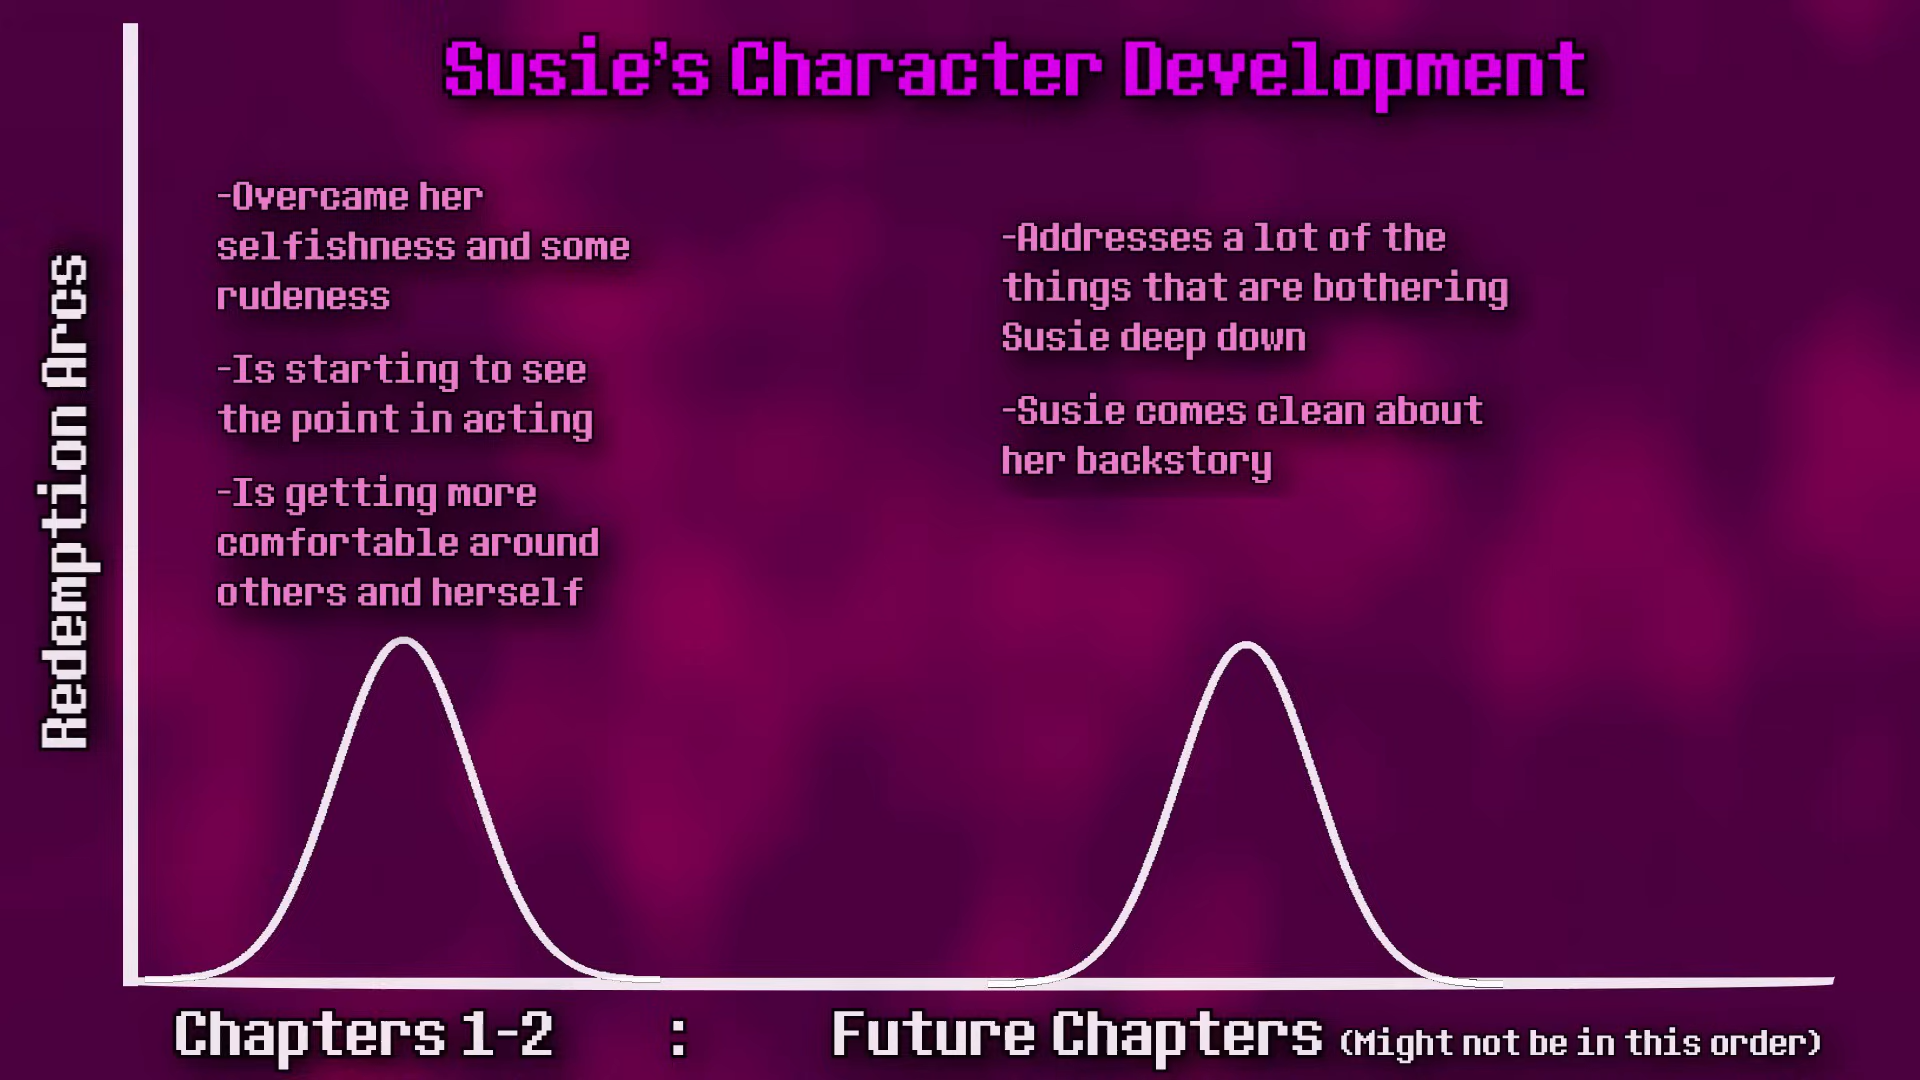 Susie's Character Development
-Overcame her
selfishness and some
rudeness
-Is starting to see
the point in acting
-Is getting more
comfortable around
others and herself
-Addresses a lot of the
things that are bothering
Susie deep down
-Susie comes clean about
her backstory
Redemption Arcs
Chapters 1-2 : Future Chapters (Might not be in this order)